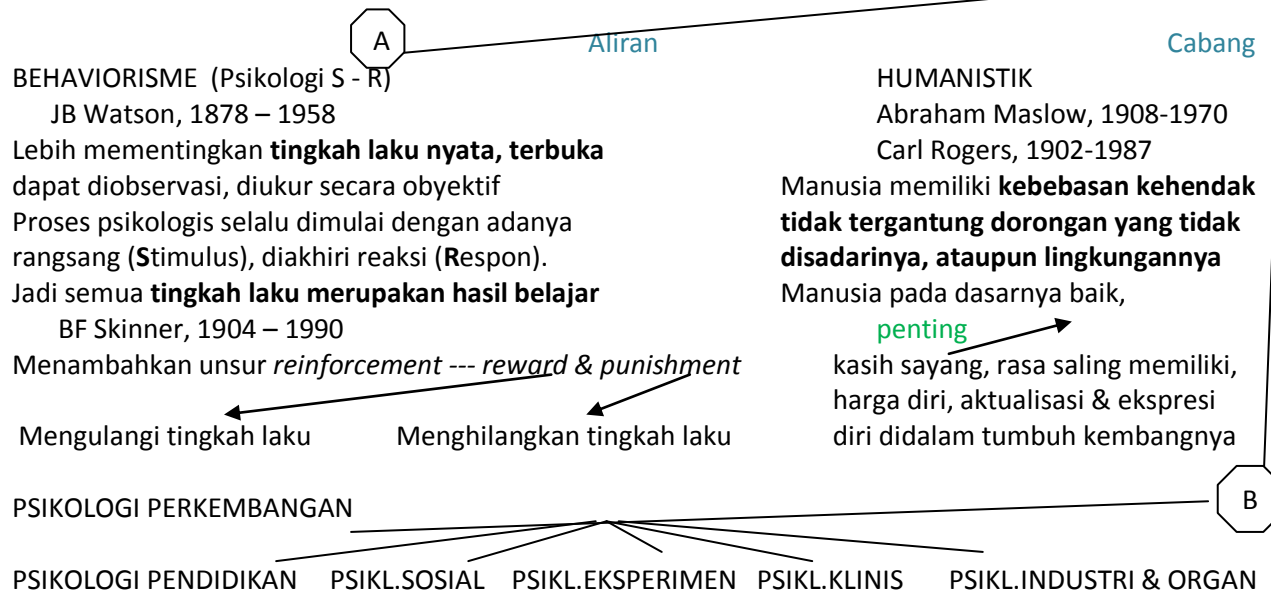 A
Aliran
Cabang
BEHAVIORISME (Psikologi S - R)
JB Watson, 1878 – 1958
Lebih mementingkan tingkah laku nyata, terbuka
dapat diobservasi, diukur secara obyektif
Proses psikologis selalu dimulai dengan adanya
rangsang (Stimulus), diakhiri reaksi (Respon).
Jadi semua tingkah laku merupakan hasil belajar
BF Skinner, 1904 – 1990
Menambahkan unsur reinforcement --- reward & punishment
Mengulangi tingkah laku
Menghilangkan tingkah laku
HUMANISTIK
Abraham Maslow, 1908-1970
Carl Rogers, 1902-1987
Manusia memiliki kebebasan kehendak
tidak tergantung dorongan yang tidak
disadarinya, ataupun lingkungannya
Manusia pada dasarnya baik,
penting
kasih sayang, rasa saling memiliki,
harga diri, aktualisasi & ekspresi
diri didalam tumbuh kembangnya
B
PSIKOLOGI PERKEMBANGAN
PSIKOLOGI PENDIDIKAN PSIKL.SOSIAL PSIKL.EKSPERIMEN PSIKL.KLINIS PSIKL.INDUSTRI & ORGAN